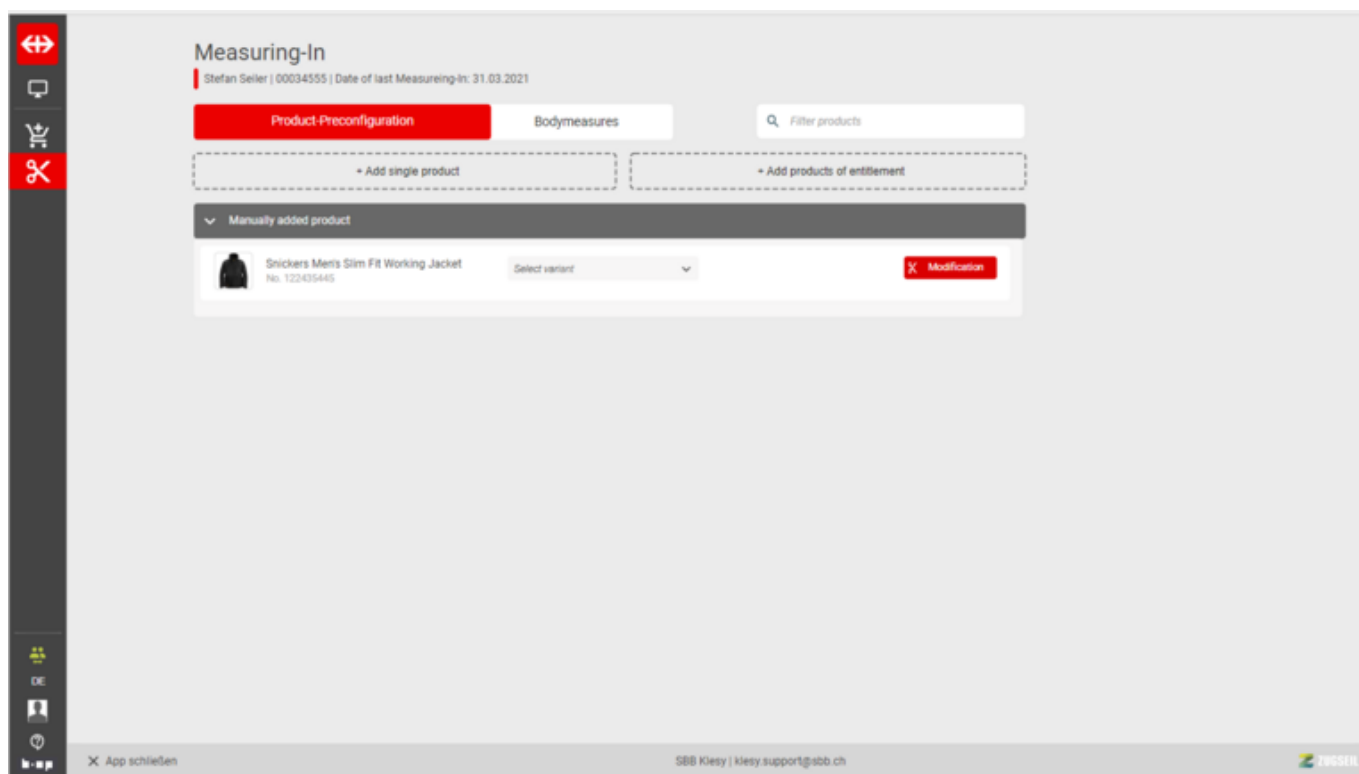 Measuring-In
Stefan Seiler | 00034555 | Date of last Measureing-In: 31.03.2021
Product-Preconfiguration
Bodymeasures
Filter products
+ Add single product
+ Add products of entitlement
Manually added product
Snickers Men's Slim Fit Working Jacket
No. 122435445
Select variant
Modification
DE
App schließen
SBB Klesy | klesy.support@sbb.ch
ZUGSEIL